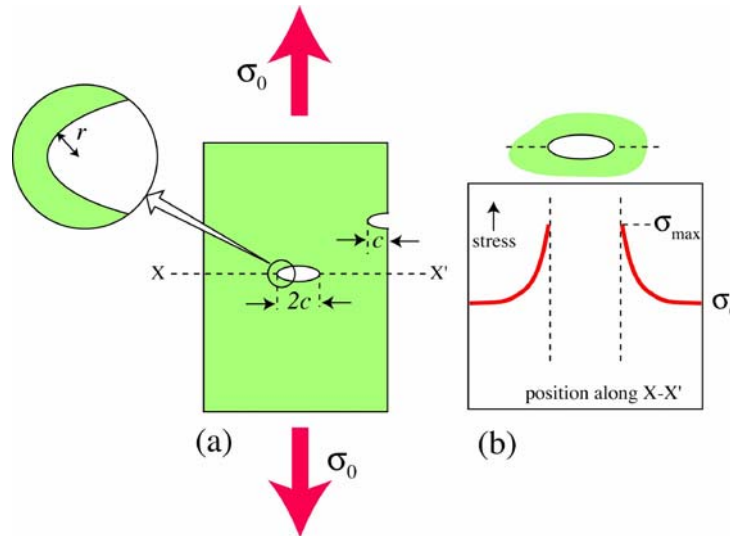 σ0
r
c
X
X'
2c
(a)
σ0
stress
σmax
σ
position along X-X'
(b)